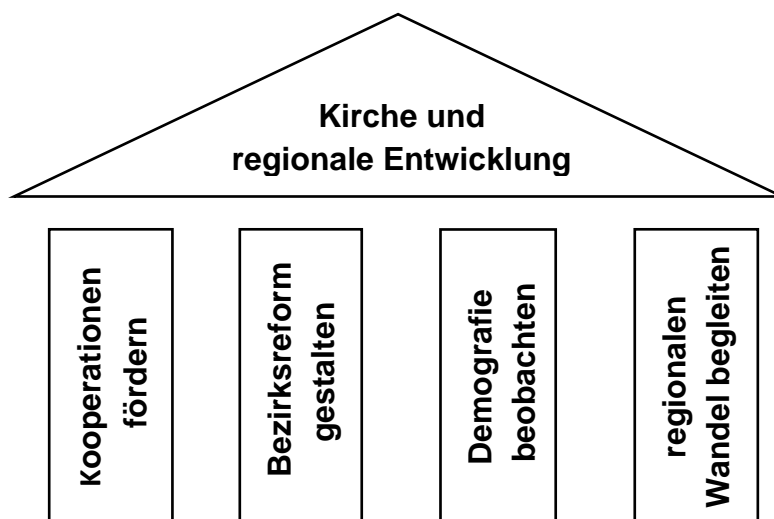 Kirche und
regionale Entwicklung
Kooperationen
fördern
Bezirksreform
gestalten
Demografie
beobachten
regionalen
Wandel begleiten